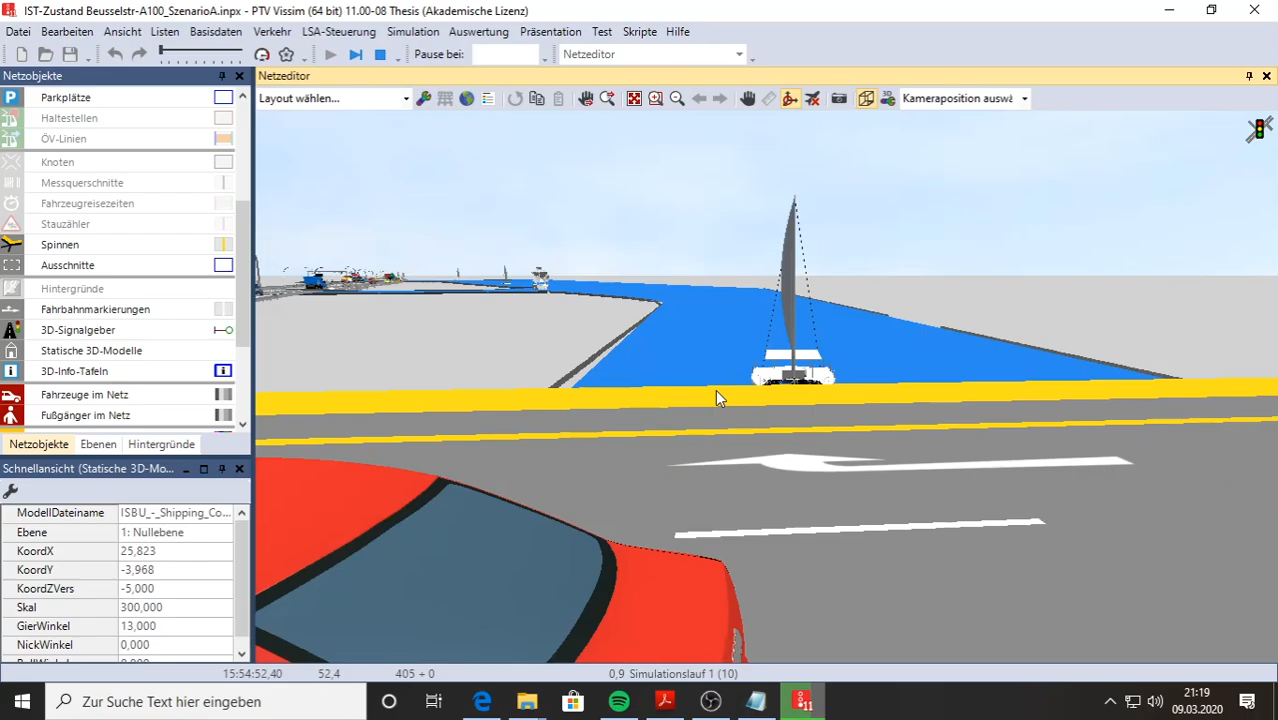 IST-Zustand Beusselstr-A100_SzenarioA.inpx - PTV Vissim (64 bit) 11.00-08 Thesis (Akademische Lizenz)
Datei Bearbeiten Ansicht Listen Basisdaten Verkehr LSA-Steuerung Simulation Auswertung Präsentation Test Skripte Hilfe
Pause bei: Netzeditor
Netzobjekte
Netzeditor
Layout wählen...
Kameraposition auswä
Parkplätze
Haltestellen
ÖV-Linien
Knoten
Messquerschnitte
Fahrzeugreisezeiten
Stauzähler
Spinnen
Ausschnitte
Hintergründe
Fahrbahnmarkierungen
3D-Signalgeber
Statische 3D-Modelle
3D-Info-Tafeln
Fahrzeuge im Netz
Fußgänger im Netz
Netzobjekte Ebenen Hintergründe
Schnellansicht (Statische 3D-Mo...
ModellDateiname ISBU_-_Shipping_Co...
Ebene 1: Nullebene
KoordX 25,823
KoordY -3,968
KoordZVers -5,000
Skal 300,000
GierWinkel 13,000
NickWinkel 0,000
15:54:52,40 52,4 405 + 0 0,9 Simulationslauf 1 (10)
Zur Suche Text hier eingeben
21:19
09.03.2020